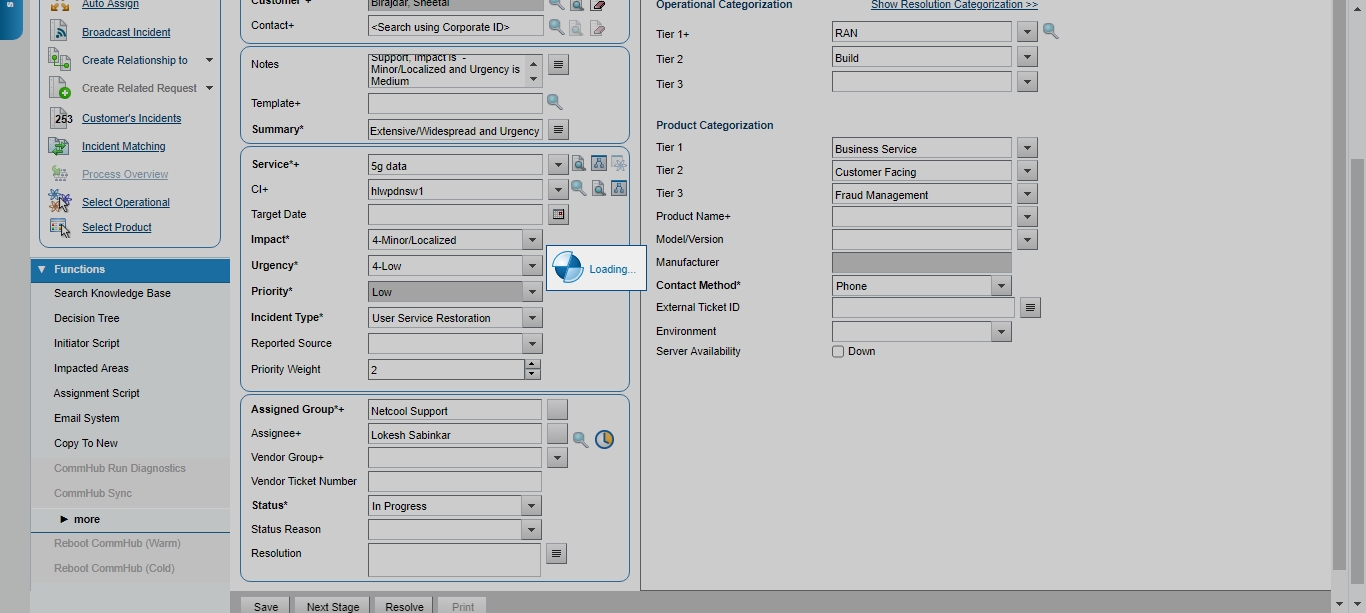 Auto Assign
Broadcast Incident
Create Relationship to
Create Related Request
253 Customer's Incidents
Incident Matching
Process Overview
Select Operational
Select Product
Functions
Search Knowledge Base
Decision Tree
Initiator Script
Impacted Areas
Assignment Script
Email System
Copy To New
CommHub Run Diagnostics
CommHub Sync
more
Reboot CommHub (Warm)
Reboot CommHub (Cold)
Customer*+ Birajdar, Sheetal
Contact+ <Search using Corporate ID>
Notes Support, Impact is -
Minor/Localized and Urgency is
Medium
Template+
Summary* Extensive/Widespread and Urgency
Service*+ 5g data
CI+ hlwpdnsw1
Target Date
Impact* 4-Minor/Localized
Urgency* 4-Low
Priority* Low
Incident Type* User Service Restoration
Reported Source
Priority Weight 2
Loading...
Assigned Group*+ Netcool Support
Assignee+ Lokesh Sabinkar
Vendor Group+
Vendor Ticket Number
Status* In Progress
Status Reason
Resolution
Operational Categorization Show Resolution Categorization >>
Tier 1+ RAN
Tier 2 Build
Tier 3
Product Categorization
Tier 1 Business Service
Tier 2 Customer Facing
Tier 3 Fraud Management
Product Name+
Model/Version
Manufacturer
Contact Method* Phone
External Ticket ID
Environment
Server Availability Down
Save Next Stage Resolve Print